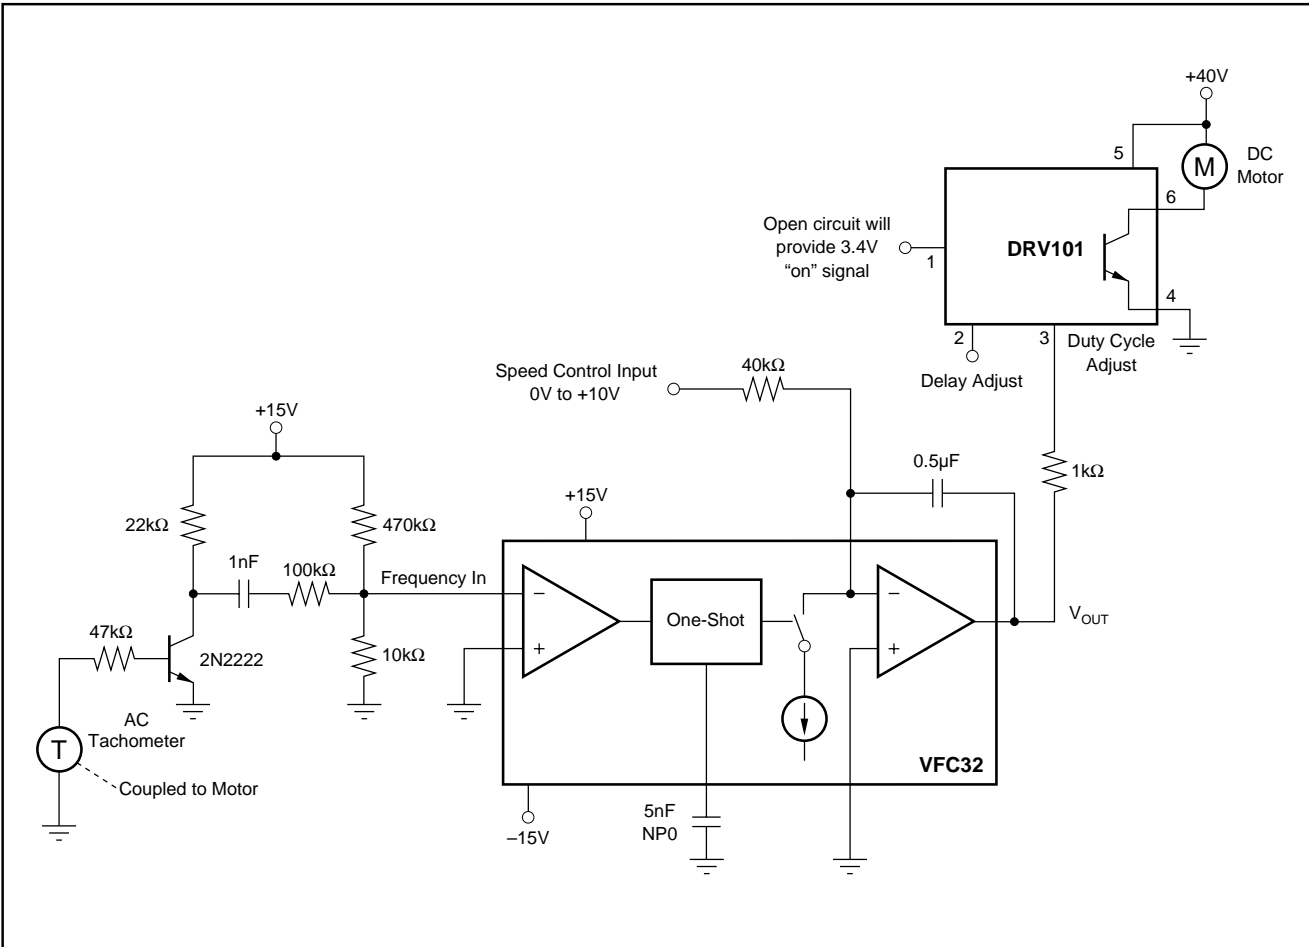 +40V
5
M
DC
Motor
6
Open circuit will
provide 3.4V
“on” signal
1
DRV101
4
2
3
Duty Cycle
Adjust
Delay Adjust
Speed Control Input
0V to +10V
40kΩ
+15V
0.5µF
1kΩ
22kΩ
470kΩ
+15V
1nF
100kΩ
Frequency In
–
+
One-Shot
–
+
VOUT
47kΩ
2N2222
10kΩ
AC
Tachometer
T
Coupled to Motor
VFC32
–15V
5nF
NP0